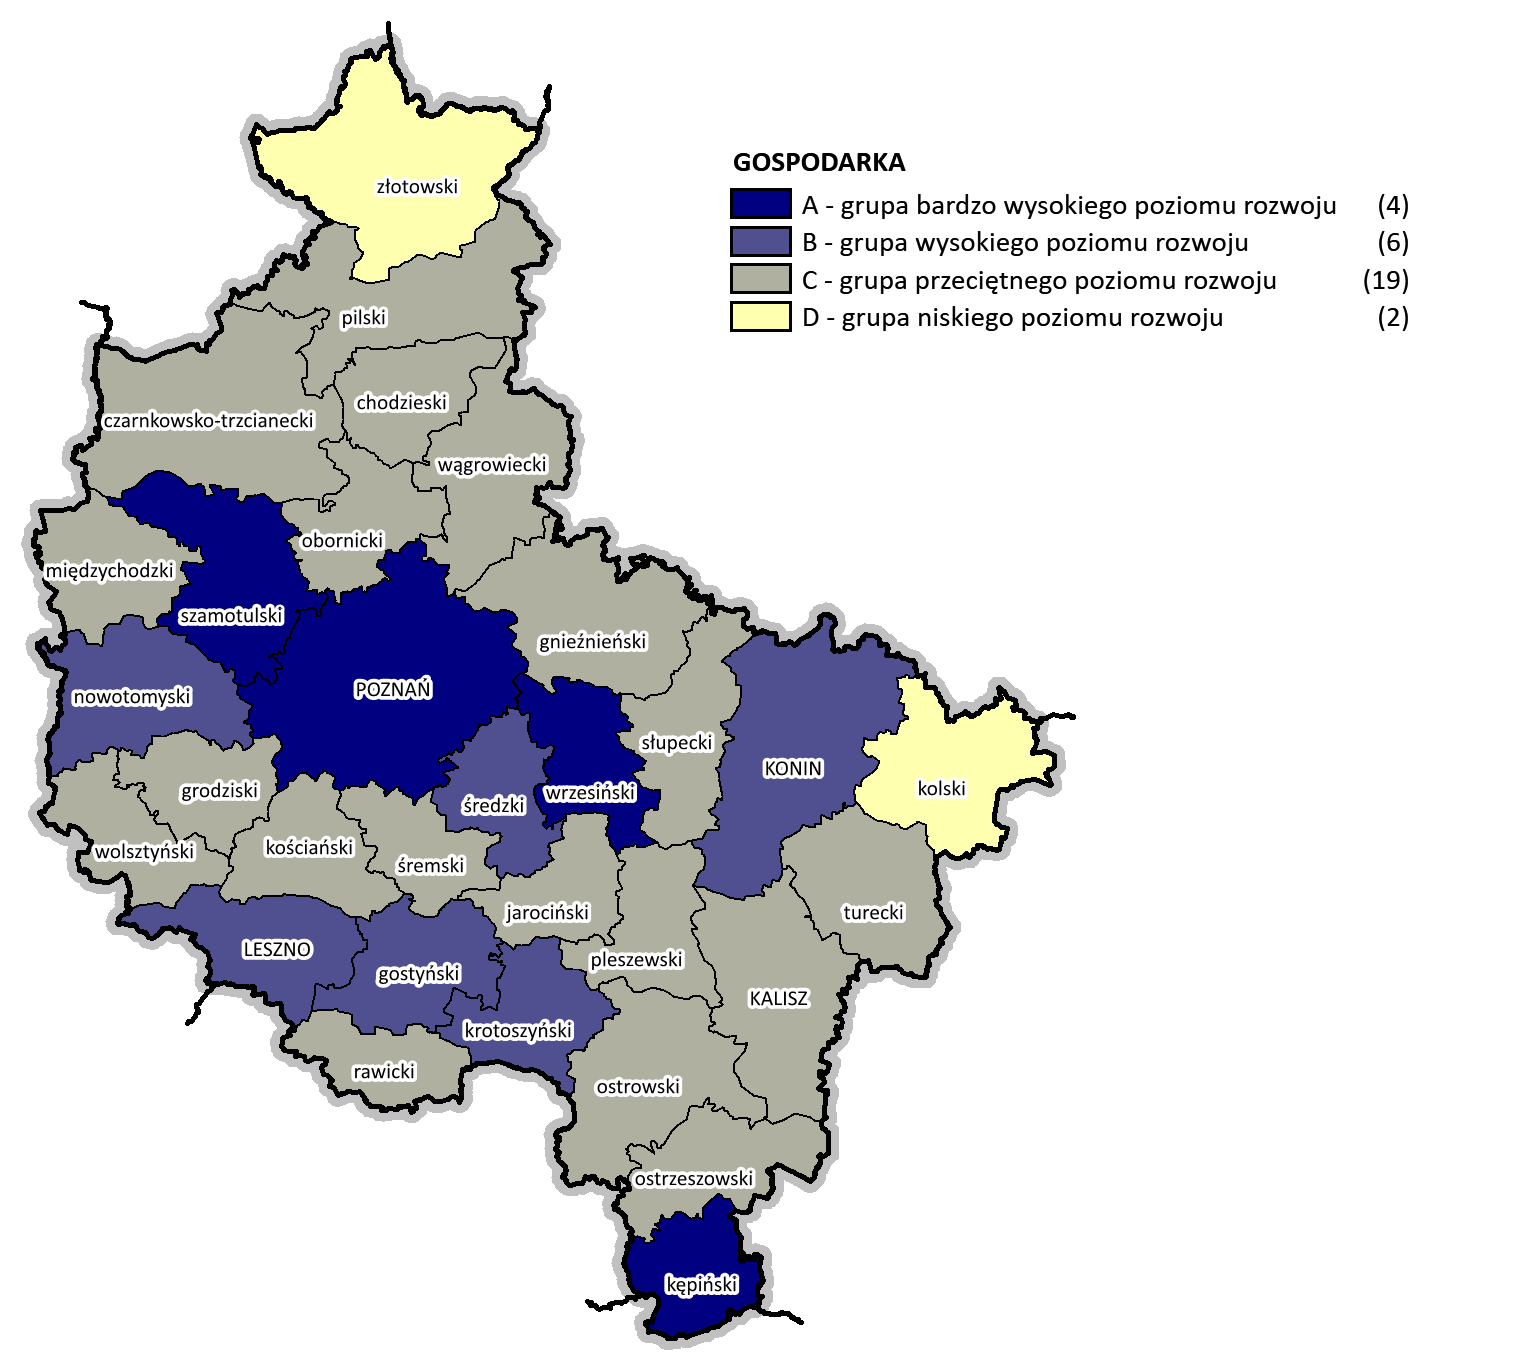 GOSPODARKA
A - grupa bardzo wysokiego poziomu rozwoju (4)
B - grupa wysokiego poziomu rozwoju (6)
C - grupa przeciętnego poziomu rozwoju (19)
D - grupa niskiego poziomu rozwoju (2)
złotowski
pilski
chodzieski
czarnkowsko-trzcianecki
wągrowiecki
obornicki
międzychodzki
szamotulski
gnieźnieński
POZNAŃ
nowotomyski
słupecki
KONIN
kolski
grodziski
wrzesiński
średzki
kościański
wolsztyński
śremski
jarociński
turecki
LESZNO
pleszewski
gostyński
KALISZ
krotoszyński
rawicki
ostrowski
ostrzeszowski
kępiński